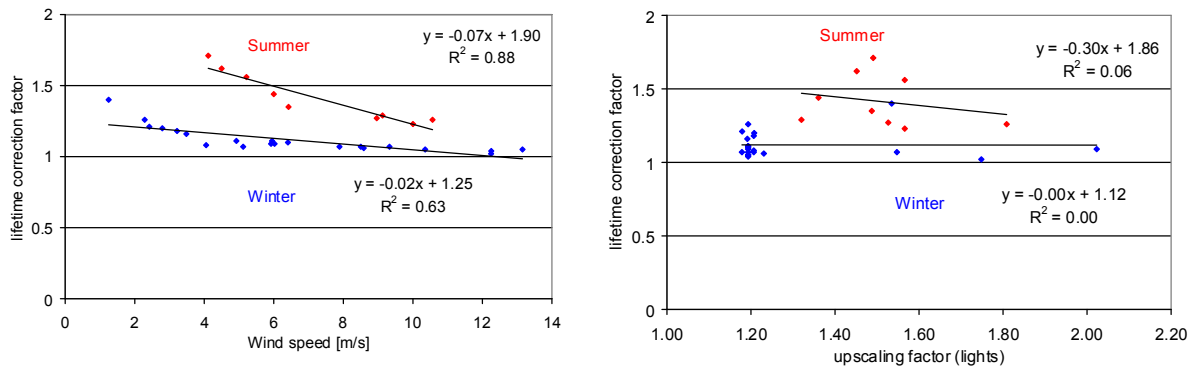 2
1.5
1
0.5
0
0
2
4
6
8
10
12
14
Wind speed [m/s]
lifetime correction factor
Summer
y = -0.07x + 1.90
R² = 0.88
Winter
y = -0.02x + 1.25
R² = 0.63
2
1.5
1
0.5
0
1.00
1.20
1.40
1.60
1.80
2.00
2.20
upscaling factor (lights)
lifetime correction factor
Summer
y = -0.30x + 1.86
R² = 0.06
Winter
y = -0.00x + 1.12
R² = 0.00